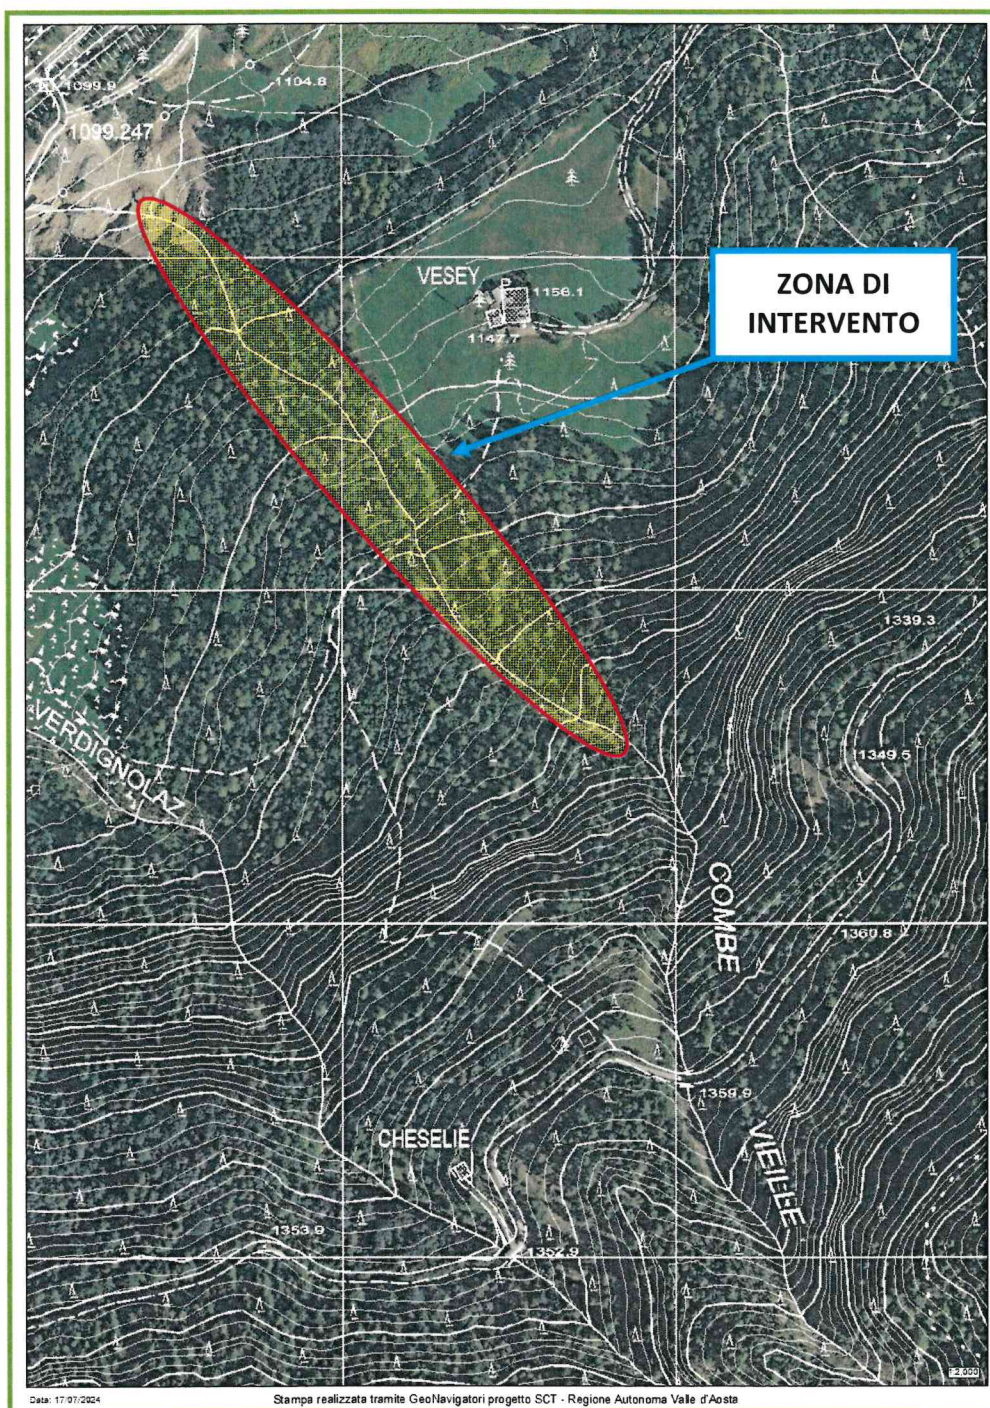 1099.9
1104.8
1099.247
VESEY
1156.1
1147.7
ZONA DI
INTERVENTO
1339.3
VERDIGNOLAZ
1349.5
COMBE
1360.8
1359.9
CHESELIE
VIEILLE
1353.9
1352.9
Data: 17/07/2024
Stampa realizzata tramite GeoNavigatori progetto SCT - Regione Autonoma Valle d'Aosta